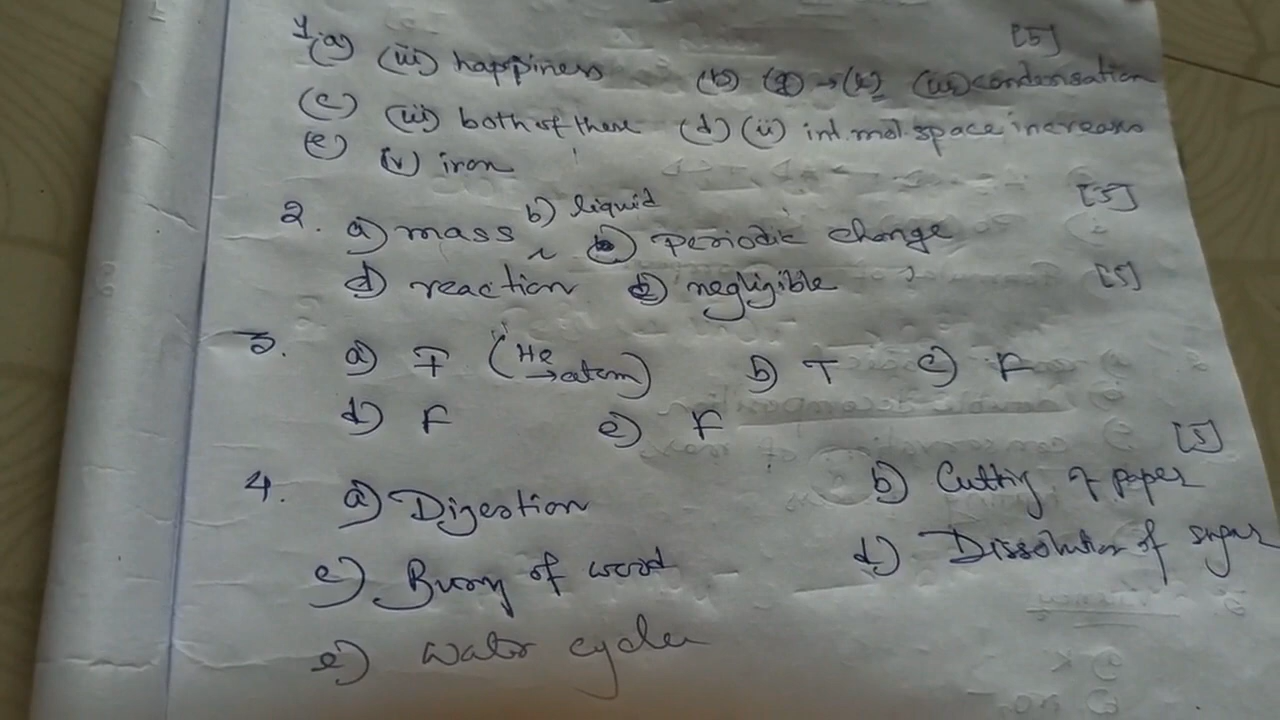 [5]
1.(a) (iii) happiness (b) (g) → (l) (iii) condensation
(c) (iii) both of these (d) (ii) int. mol. space increases
(e) (v) iron
b) liquid [5]
2. a) mass c) periodic change
d) reaction e) negligible [5]
3. a) F (He → atom) b) T c) F
d) F e) F
[5]
4. a) Digestion b) Cutting of paper
c) Burny of wood d) Dissolution of sugar
e) water cycle